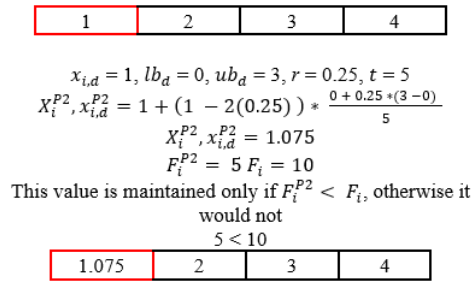 1 2 3 4
𝑥ᵢ,d = 1, lb_d = 0, ub_d = 3, r = 0.25, t = 5
X_i^{P2}, x_{i,d}^{P2} = 1 + (1 − 2(0.25) ) ∗ \frac{0 + 0.25 ∗(3 −0)}{5}
X_i^{P2}, x_{i,d}^{P2} = 1.075
F_i^{P2} = 5 F_i = 10
This value is maintained only if F_i^{P2} < F_i, otherwise it
would not
5 < 10
1.075 2 3 4